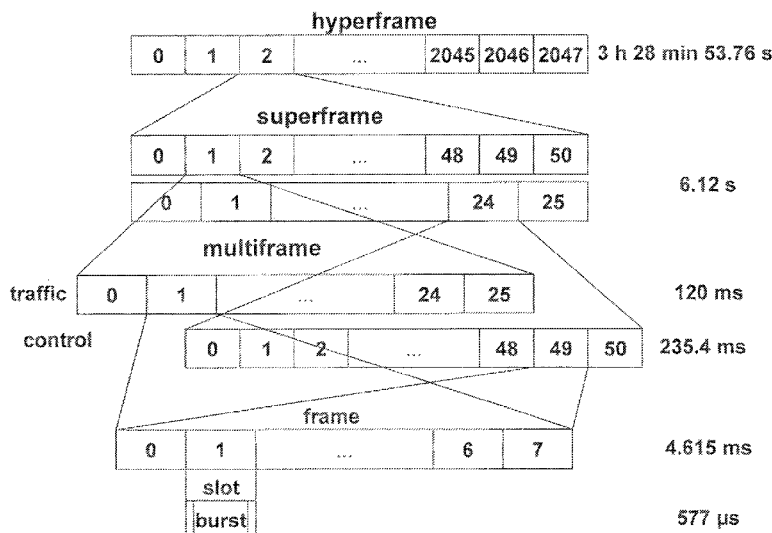 hyperframe
0 1 2 ... 2045 2046 2047 3 h 28 min 53.76 s
superframe
0 1 2 ... 48 49 50
6.12 s
0 1 ... 24 25
multiframe
traffic 0 1 ... 24 25 120 ms
control
0 1 2 ... 48 49 50 235.4 ms
frame
0 1 ... 6 7 4.615 ms
slot
burst 577 µs